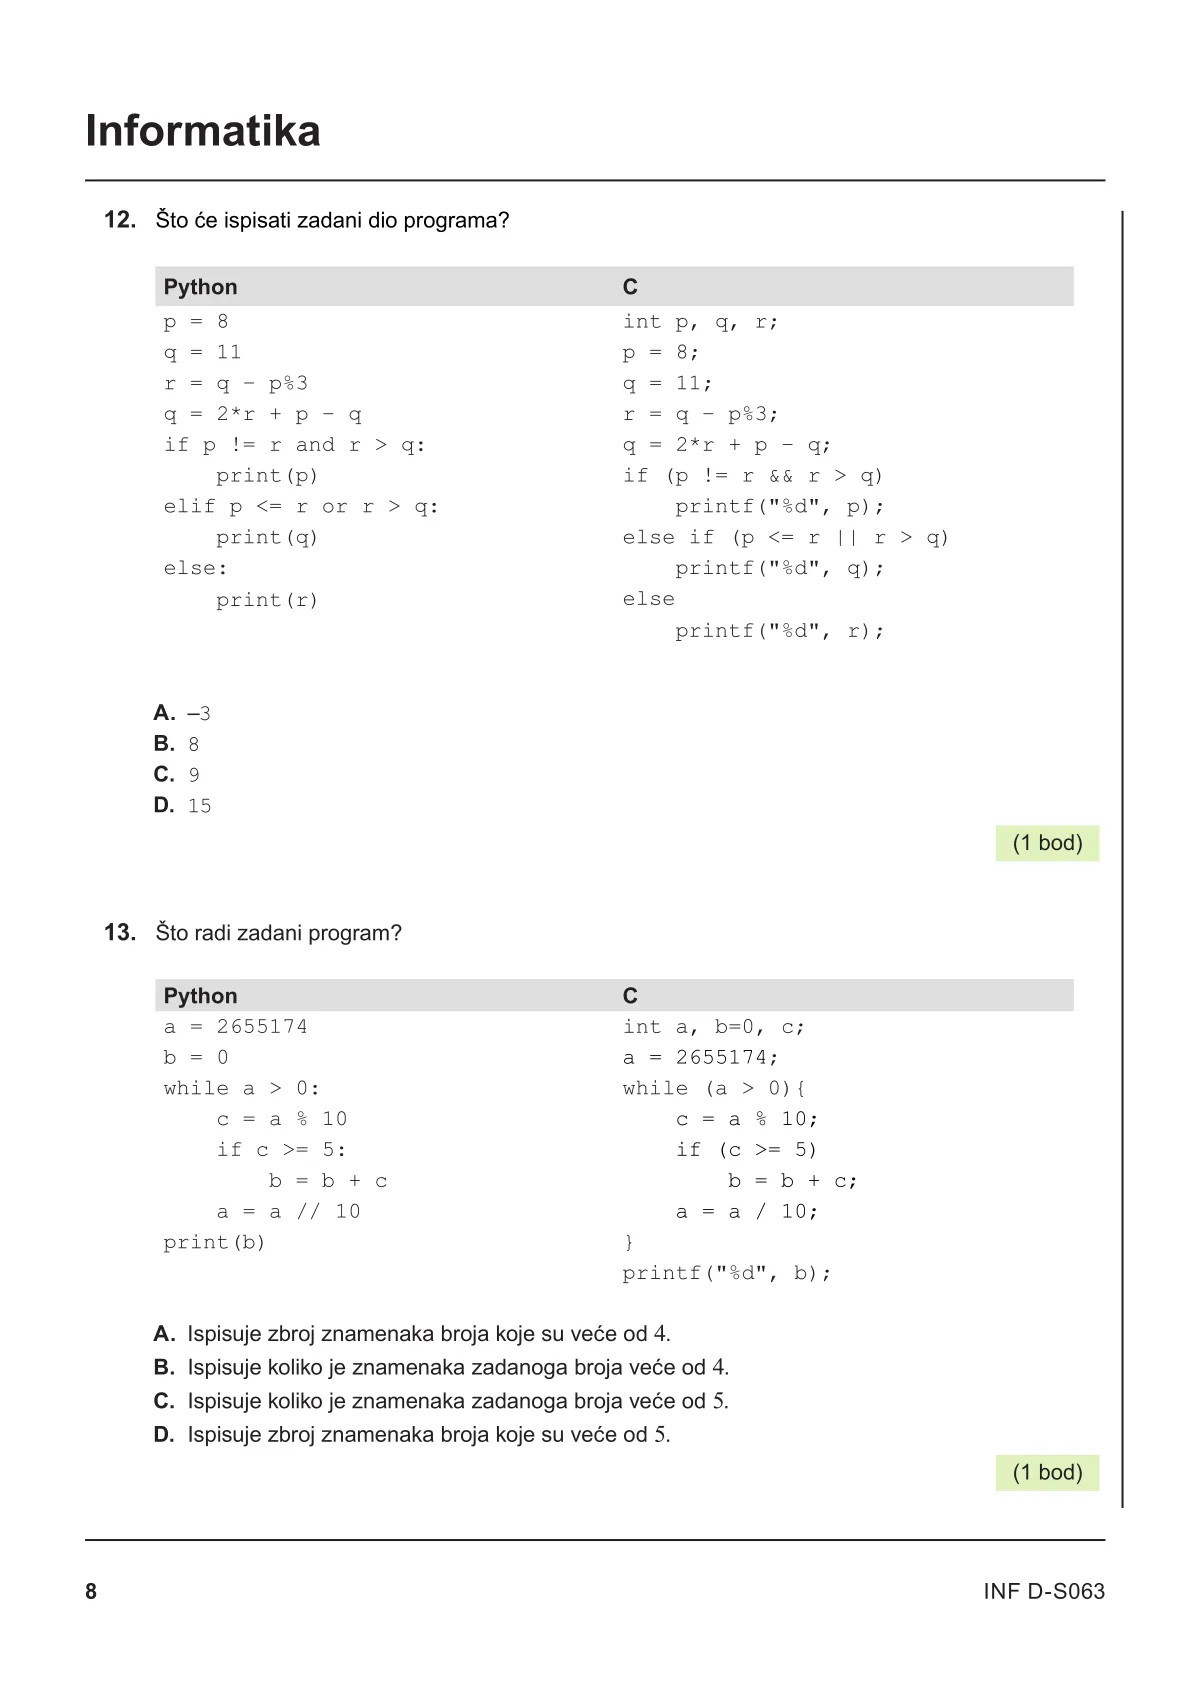 Informatika
12. Što će ispisati zadani dio programa?
Python C
p = 8 int p, q, r;
q = 11 p = 8;
r = q – p%3 q = 11;
q = 2*r + p – q r = q – p%3;
if p != r and r > q: q = 2*r + p – q;
print(p) if (p != r && r > q)
elif p <= r or r > q: printf("%d", p);
print(q) else if (p <= r || r > q)
else: printf("%d", q);
print(r) else
printf("%d", r);
A. –3
B. 8
C. 9
D. 15
(1 bod)
13. Što radi zadani program?
Python C
a = 2655174 int a, b=0, c;
b = 0 a = 2655174;
while a > 0: while (a > 0){
c = a % 10 c = a % 10;
if c >= 5: if (c >= 5)
b = b + c b = b + c;
a = a // 10 a = a / 10;
print(b) }
printf("%d", b);
A. Ispisuje zbroj znamenaka broja koje su veće od 4.
B. Ispisuje koliko je znamenaka zadanoga broja veće od 4.
C. Ispisuje koliko je znamenaka zadanoga broja veće od 5.
D. Ispisuje zbroj znamenaka broja koje su veće od 5.
(1 bod)
8 INF D-S063